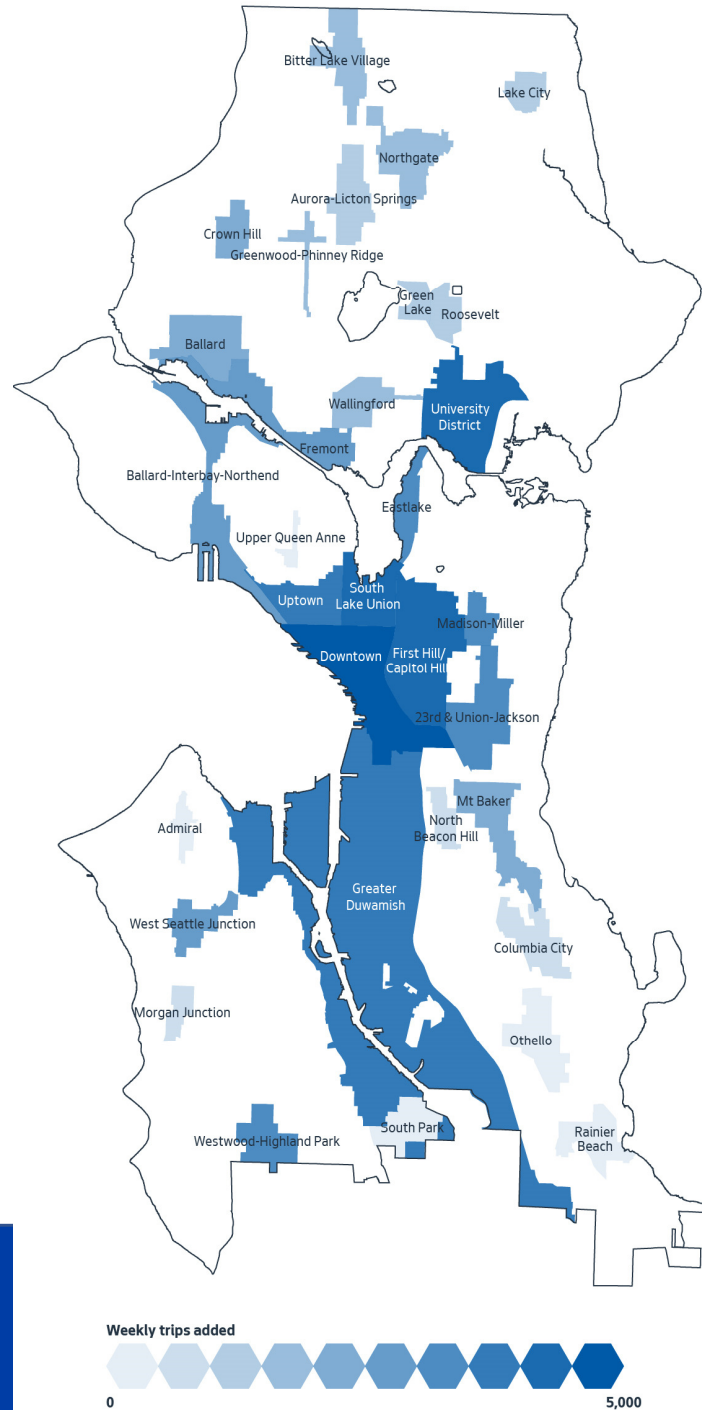 Bitter Lake Village
Lake City
Northgate
Aurora-Licton Springs
Crown Hill
Greenwood-Phinney Ridge
Green
Lake
Roosevelt
Ballard
Wallingford
University
District
Fremont
Ballard-Interbay-Northend
Eastlake
Upper Queen Anne
South
Lake Union
Uptown
Madison-Miller
Downtown
First Hill/
Capitol Hill
23rd & Union-Jackson
Mt Baker
Admiral
North
Beacon Hill
Greater
Duwamish
West Seattle Junction
Columbia City
Morgan Junction
Othello
South Park
Westwood-Highland Park
Rainier
Beach
Weekly trips added
0
5,000